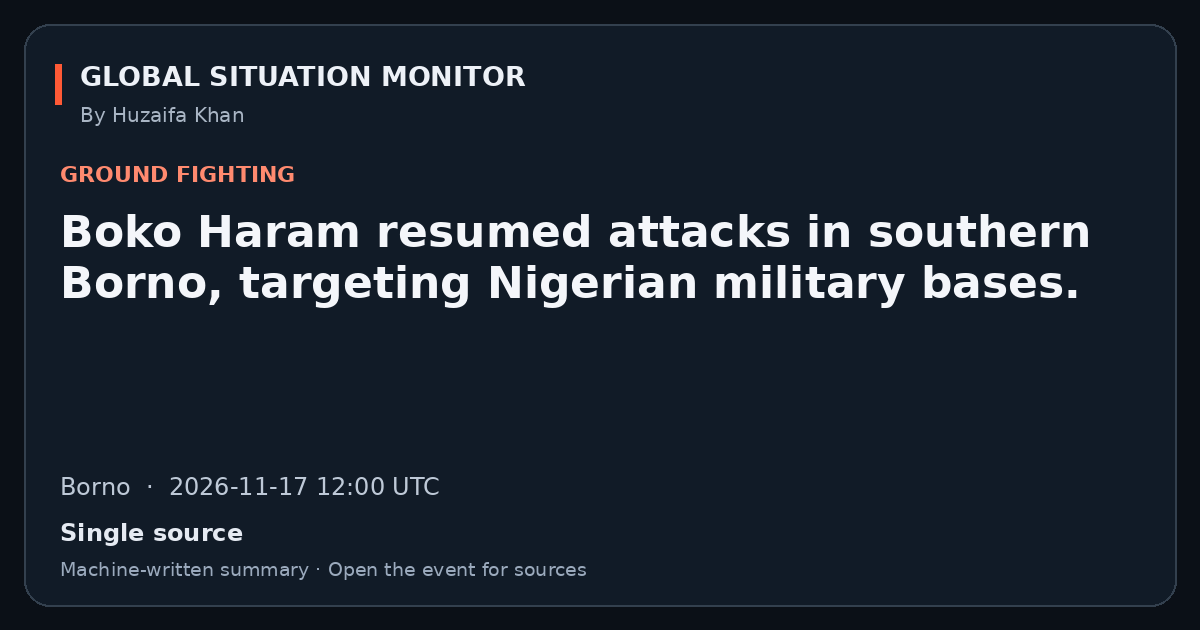 GLOBAL SITUATION MONITOR
By Huzaifa Khan
GROUND FIGHTING
Boko Haram resumed attacks in southern
Borno, targeting Nigerian military bases.
Borno · 2026-11-17 12:00 UTC
Single source
Machine-written summary · Open the event for sources